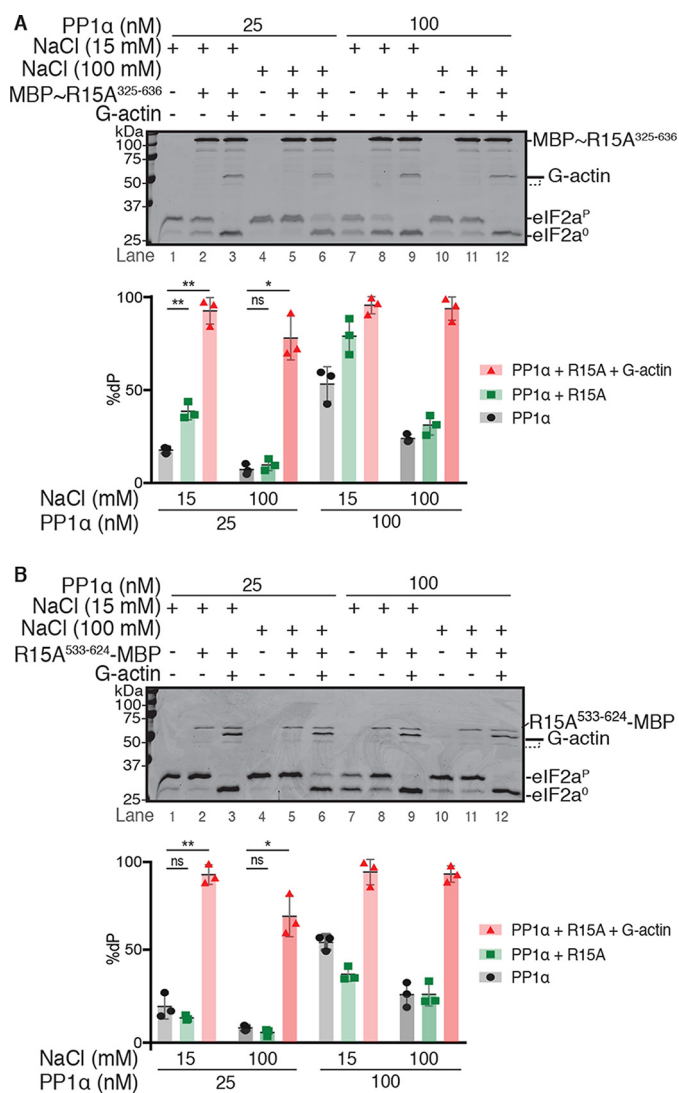 A
PP1α (nM) 25 100
NaCl (15 mM) + + + + + +
NaCl (100 mM) + + + + + +
MBP~R15A325-636 - + + - + + - + + - + +
G-actin + + + +
kDa
100
75
50
37
25
MBP~R15A325-636
G-actin
eIF2aP
eIF2a0
Lane 1 2 3 4 5 6 7 8 9 10 11 12
100
50
0
%dP
** 
**
*
ns
PP1α + R15A + G-actin
PP1α + R15A
PP1α
NaCl (mM) 15 100 15 100
PP1α (nM) 25 100
B
PP1α (nM) 25 100
NaCl (15 mM) + + + + + +
NaCl (100 mM) + + + + + +
R15A533-624-MBP - + + - + + - + + - + +
G-actin + + + +
kDa
100
75
50
37
25
R15A533-624-MBP
G-actin
eIF2aP
eIF2a0
Lane 1 2 3 4 5 6 7 8 9 10 11 12
100
50
0
%dP
**
ns
*
ns
PP1α + R15A + G-actin
PP1α + R15A
PP1α
NaCl (mM) 15 100 15 100
PP1α (nM) 25 100